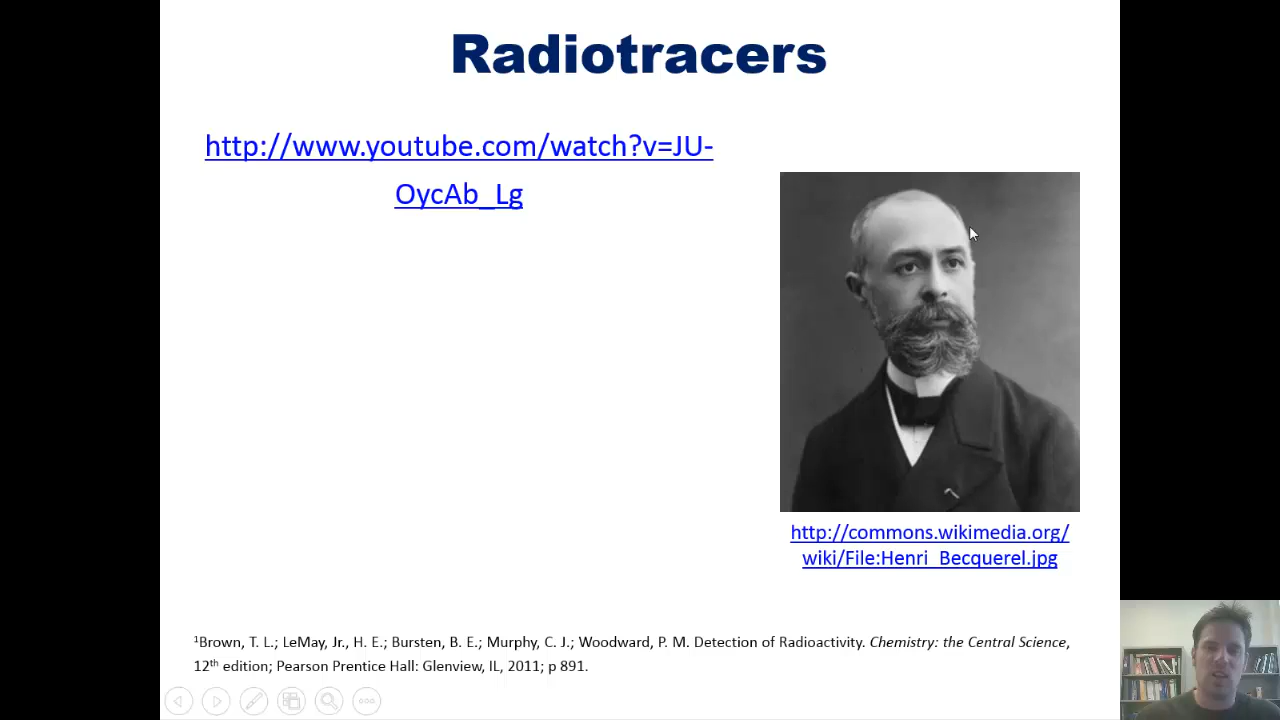 Radiotracers
http://www.youtube.com/watch?v=JU-
OycAb_Lg
http://commons.wikimedia.org/
wiki/File:Henri_Becquerel.jpg
¹Brown, T. L.; LeMay, Jr., H. E.; Bursten, B. E.; Murphy, C. J.; Woodward, P. M. Detection of Radioactivity. Chemistry: the Central Science,
12th edition; Pearson Prentice Hall: Glenview, IL, 2011; p 891.